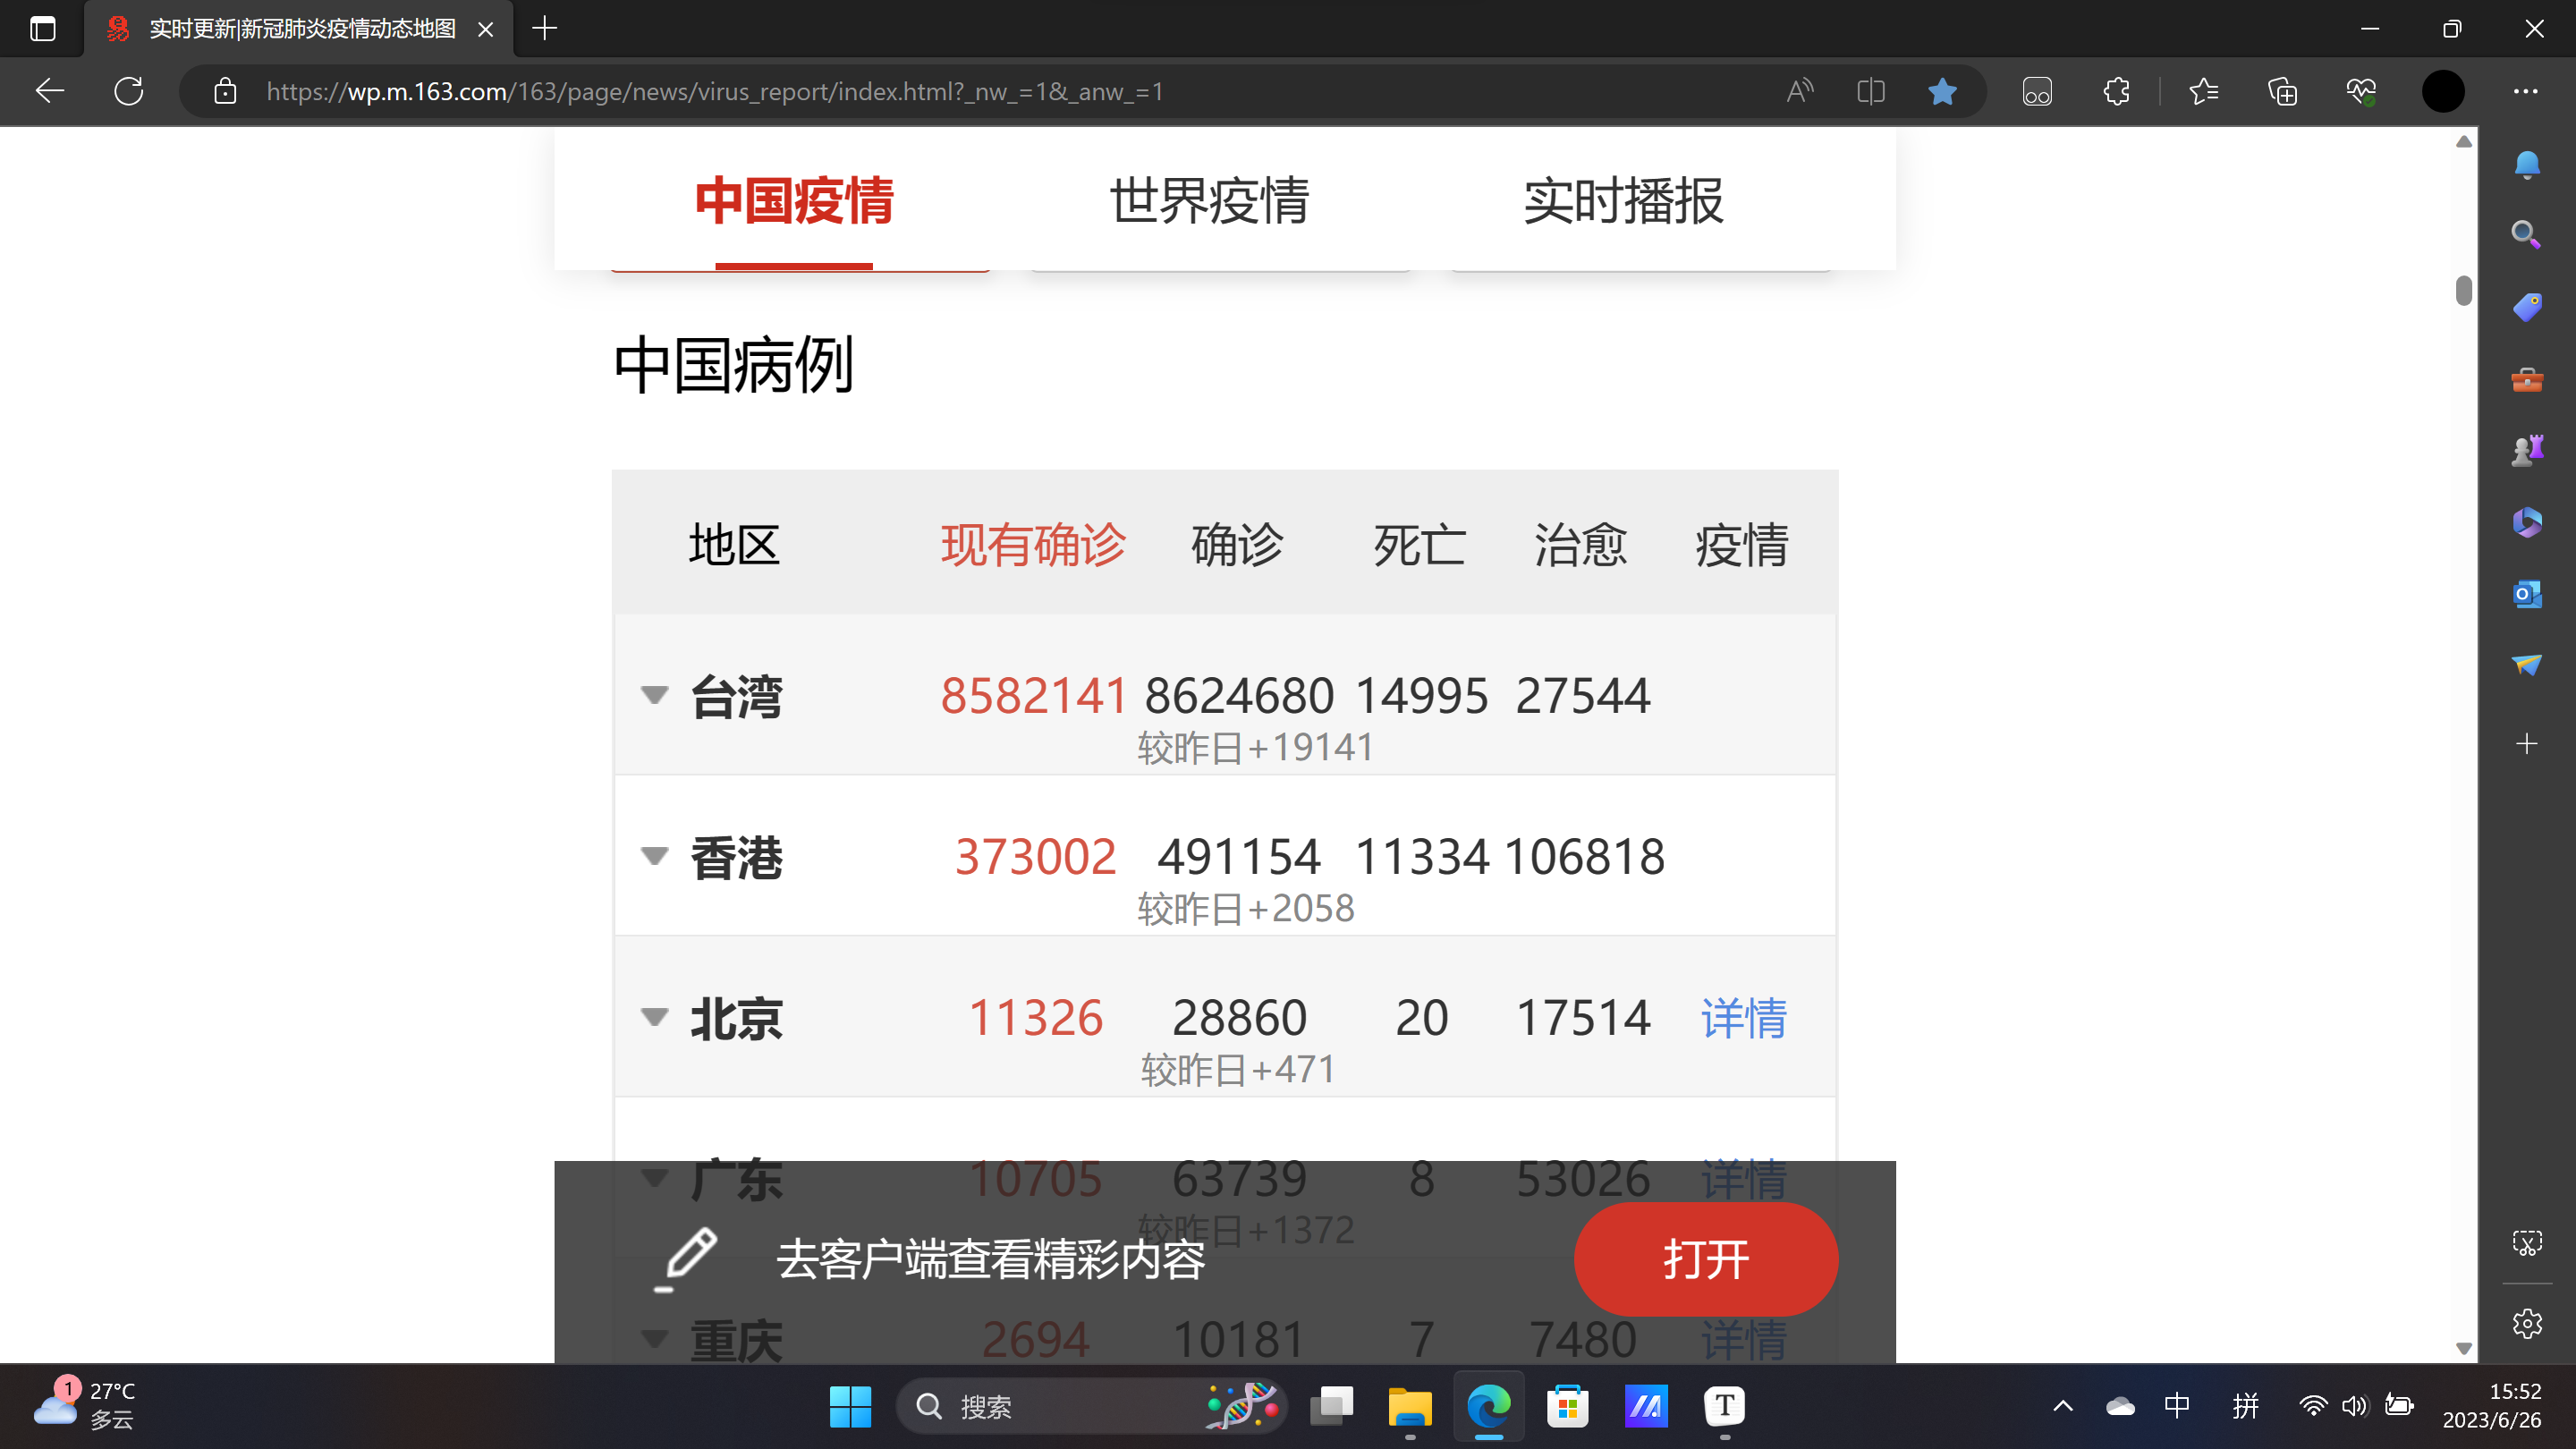 实时更新|新冠肺炎疫情动态地图
https://wp.m.163.com/163/page/news/virus_report/index.html?_nw_=1&_anw_=1
中国疫情 世界疫情 实时播报
中国病例
地区 现有确诊 确诊 死亡 治愈 疫情
台湾 8582141 8624680 14995 27544
较昨日+19141
香港 373002 491154 11334 106818
较昨日+2058
北京 11326 28860 20 17514 详情
较昨日+471
广东 10705 63739 8 53026 详情
较昨日+1372
去客户端查看精彩内容 打开
重庆 2694 10181 7 7480 详情
1 27°C
多云
搜索
中 拼
15:52
2023/6/26